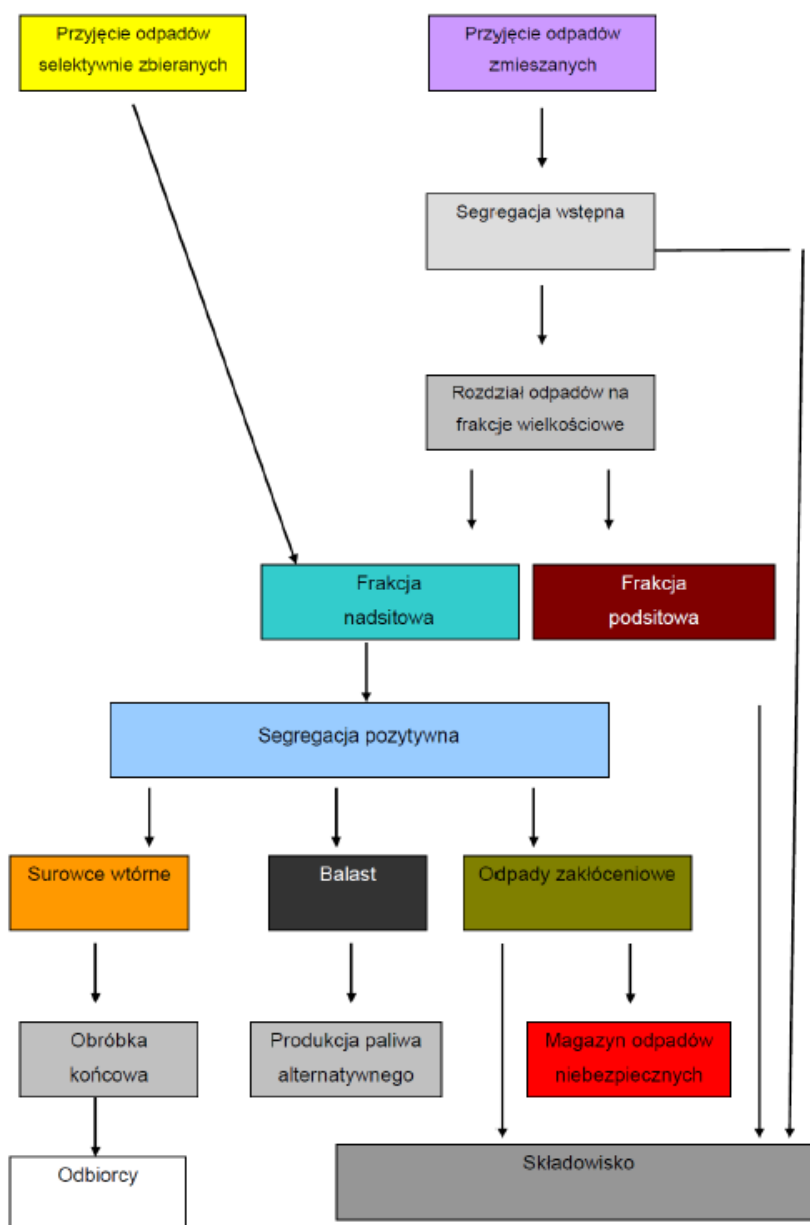 Przyjęcie odpadów
selektywnie zbieranych
Przyjęcie odpadów
zmieszanych
Segregacja wstępna
Rozdział odpadów na
frakcje wielkościowe
Frakcja
nadsitowa
Frakcja
podsitowa
Segregacja pozytywna
Surowce wtórne
Balast
Odpady zakłóceniowe
Obróbka
końcowa
Produkcja paliwa
alternatywnego
Magazyn odpadów
niebezpiecznych
Odbiorcy
Składowisko